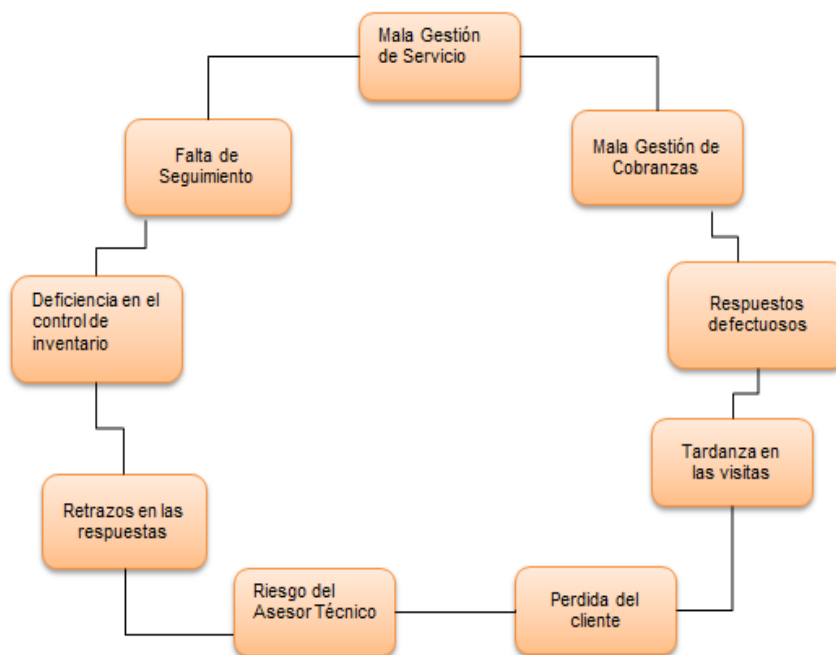 Mala Gestión
de Servicio
Falta de
Seguimiento
Mala Gestión de
Cobranzas
Deficiencia en el
control de
inventario
Respuestos
defectuosos
Tardanza en
las visitas
Retrazos en las
respuestas
Riesgo del
Asesor Técnico
Perdida del
cliente